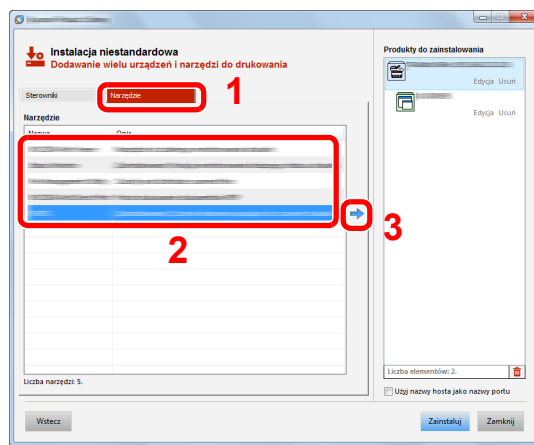 Instalacja niestandardowa
Dodawanie wielu urządzeń i narzędzi do drukowania
Sterowniki
Narzędzie
1
Narzędzie
Nazwa
Opis
2
3
Liczba narzędzi: 5.
Produkty do zainstalowania
Edycja Usuń
Edycja Usuń
Liczba elementów: 2.
Użyj nazwy hosta jako nazwy portu
Wstecz
Zainstaluj
Zamknij